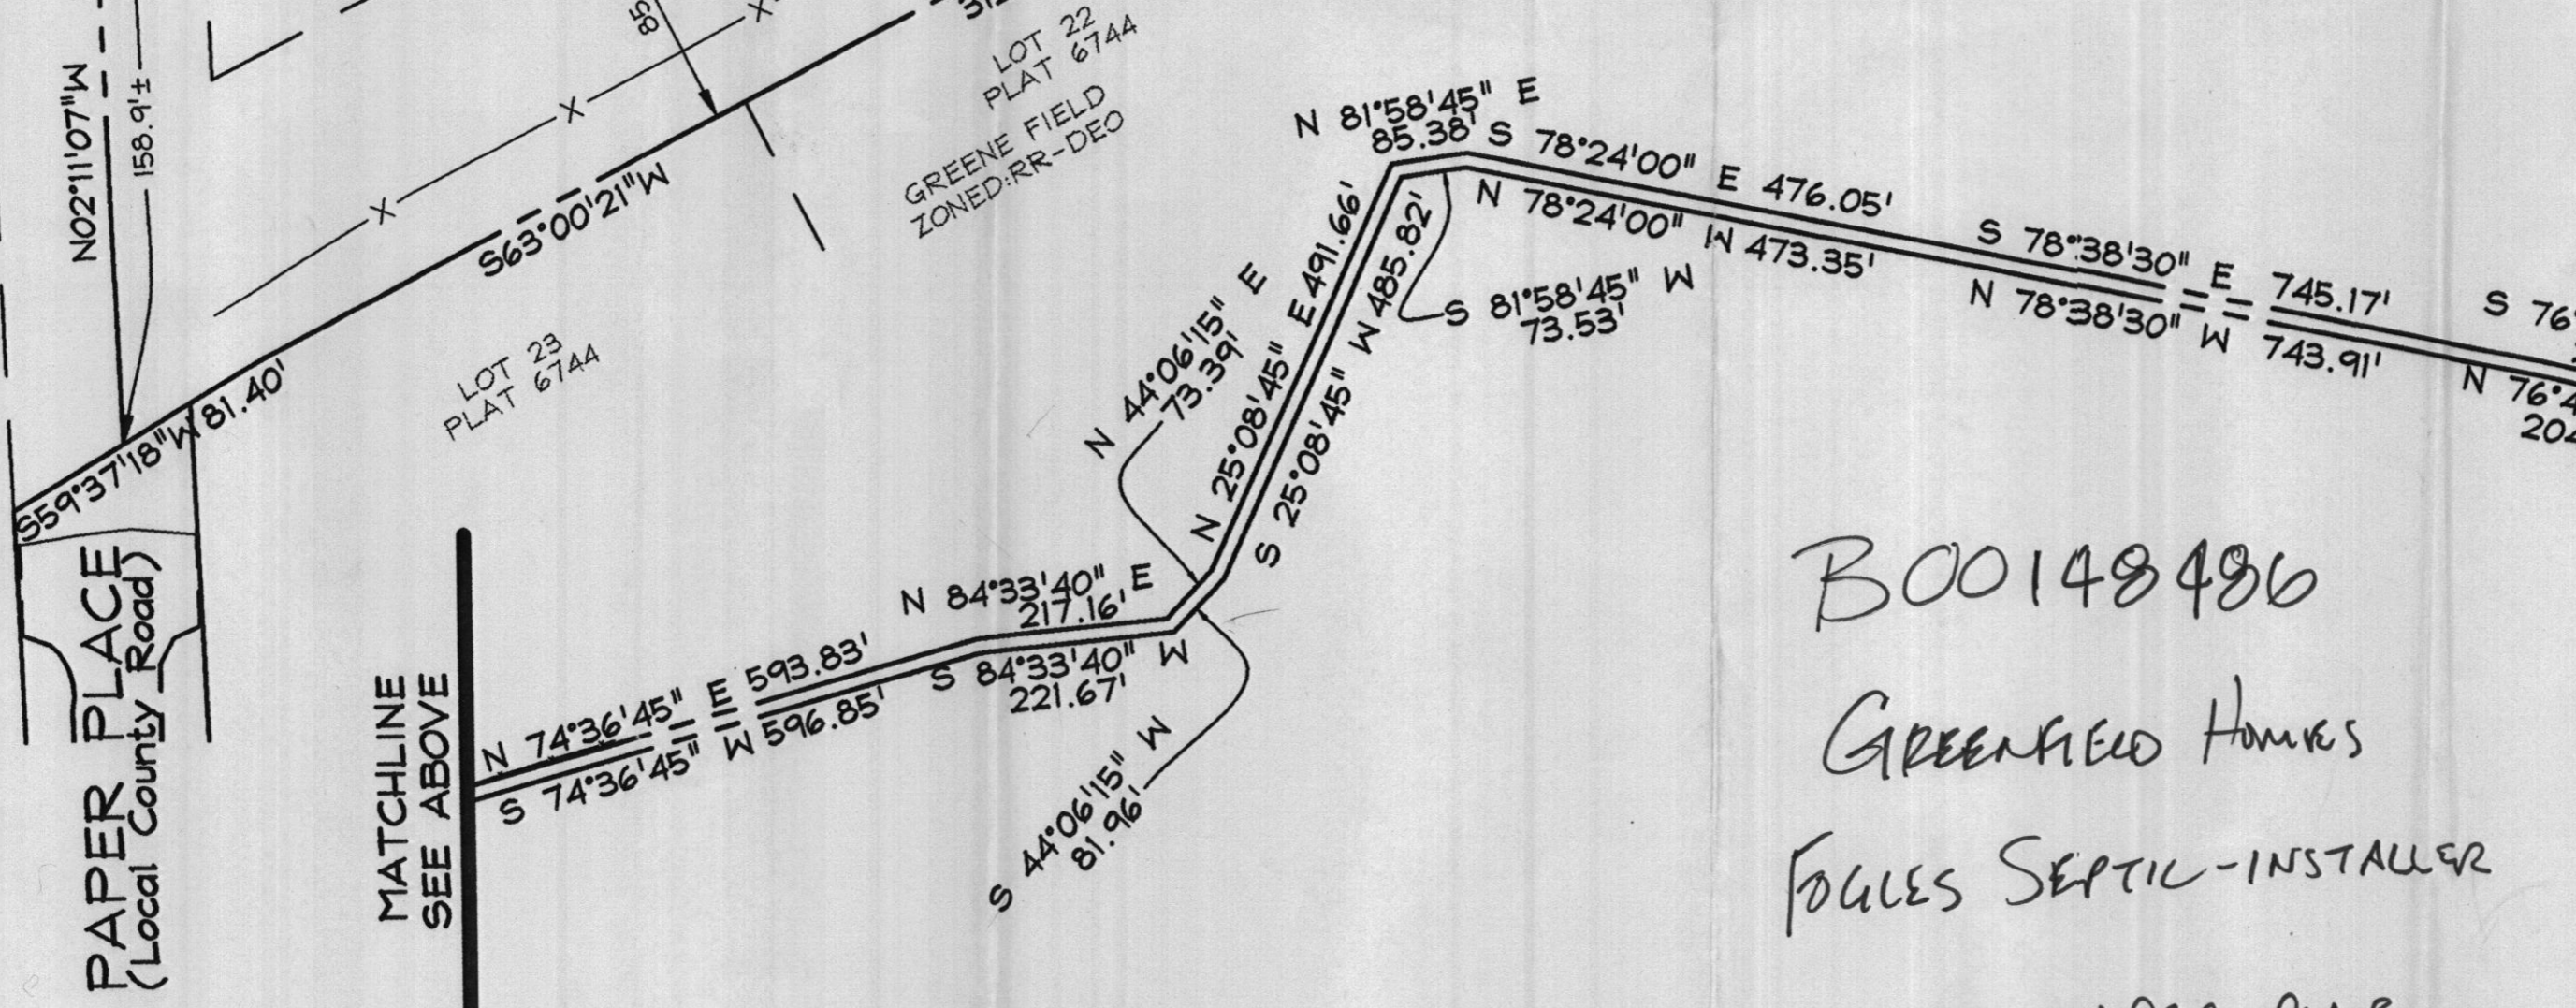 N02°11'07"W
158.9'±
85
LOT 22
PLAT 6744
GREENE FIELD
ZONED:RR-DEO
S63°00'21"W
S59°37'18"W 81.40'
LOT 23
PLAT 6744
PAPER PLACE
(Local County Road)
MATCHLINE
SEE ABOVE
N 74°36'45" E 593.83'
S 74°36'45" W 596.85'
N 84°33'40" E
217.16'
S 84°33'40" W
221.67'
N 44°06'15" E
73.39'
S 44°06'15" W
81.96'
N 25°08'45" E 491.66'
S 25°08'45" W 485.82'
N 81°58'45" E
85.38'
S 81°58'45" W
73.53'
S 78°24'00" E 476.05'
N 78°24'00" W 473.35'
S 78°38'30" E 745.17'
N 78°38'30" W 743.91'
S 76°
N 76°4
204
B00148486
GREENFIELD HOMES
FOGLES SEPTIC-INSTALLER